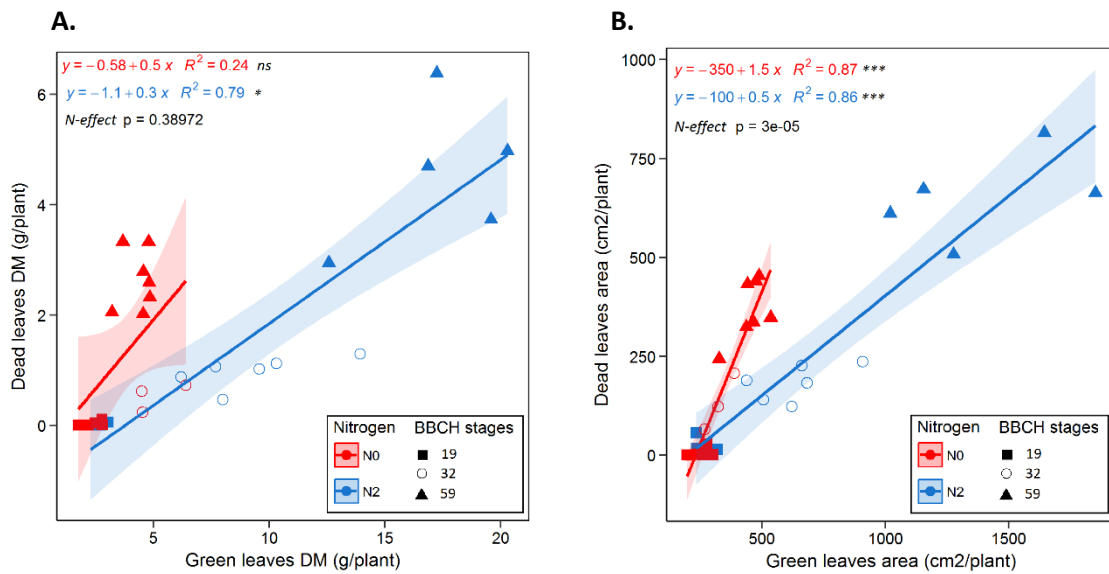 A.
y = −0.58 + 0.5 x R² = 0.24 ns
y = −1.1 + 0.3 x R² = 0.79 *
N-effect p = 0.38972
6
4
2
0
Dead leaves DM (g/plant)
Nitrogen BBCH stages
N0 19
32
N2 59
5 10 15 20
Green leaves DM (g/plant)
B.
y = −350 + 1.5 x R² = 0.87 ***
y = −100 + 0.5 x R² = 0.86 ***
N-effect p = 3e-05
1000
750
500
250
0
Dead leaves area (cm2/plant)
Nitrogen BBCH stages
N0 19
32
N2 59
500 1000 1500
Green leaves area (cm2/plant)